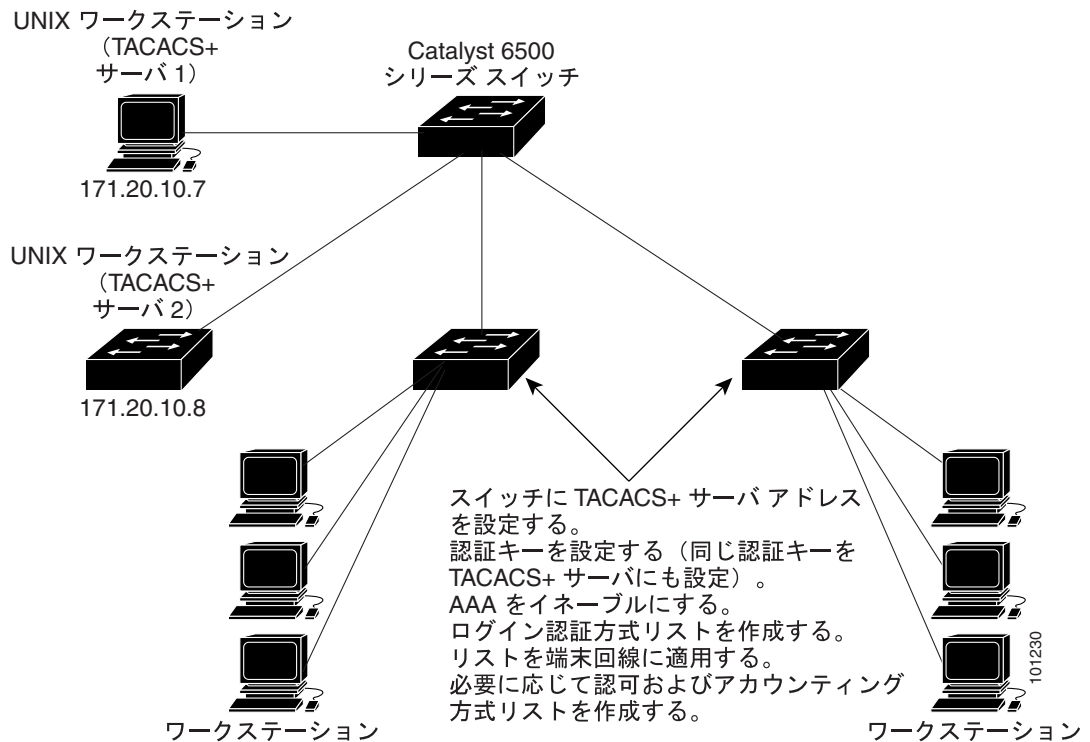 UNIX ワークステーション
（TACACS+
サーバ 1）
171.20.10.7
Catalyst 6500
シリーズ スイッチ
UNIX ワークステーション
（TACACS+
サーバ 2）
171.20.10.8
スイッチに TACACS+ サーバ アドレス
を設定する。
認証キーを設定する（同じ認証キーを
TACACS+ サーバにも設定）。
AAA をイネーブルにする。
ログイン認証方式リストを作成する。
リストを端末回線に適用する。
必要に応じて認可およびアカウンティング
方式リストを作成する。
ワークステーション
ワークステーション
101230